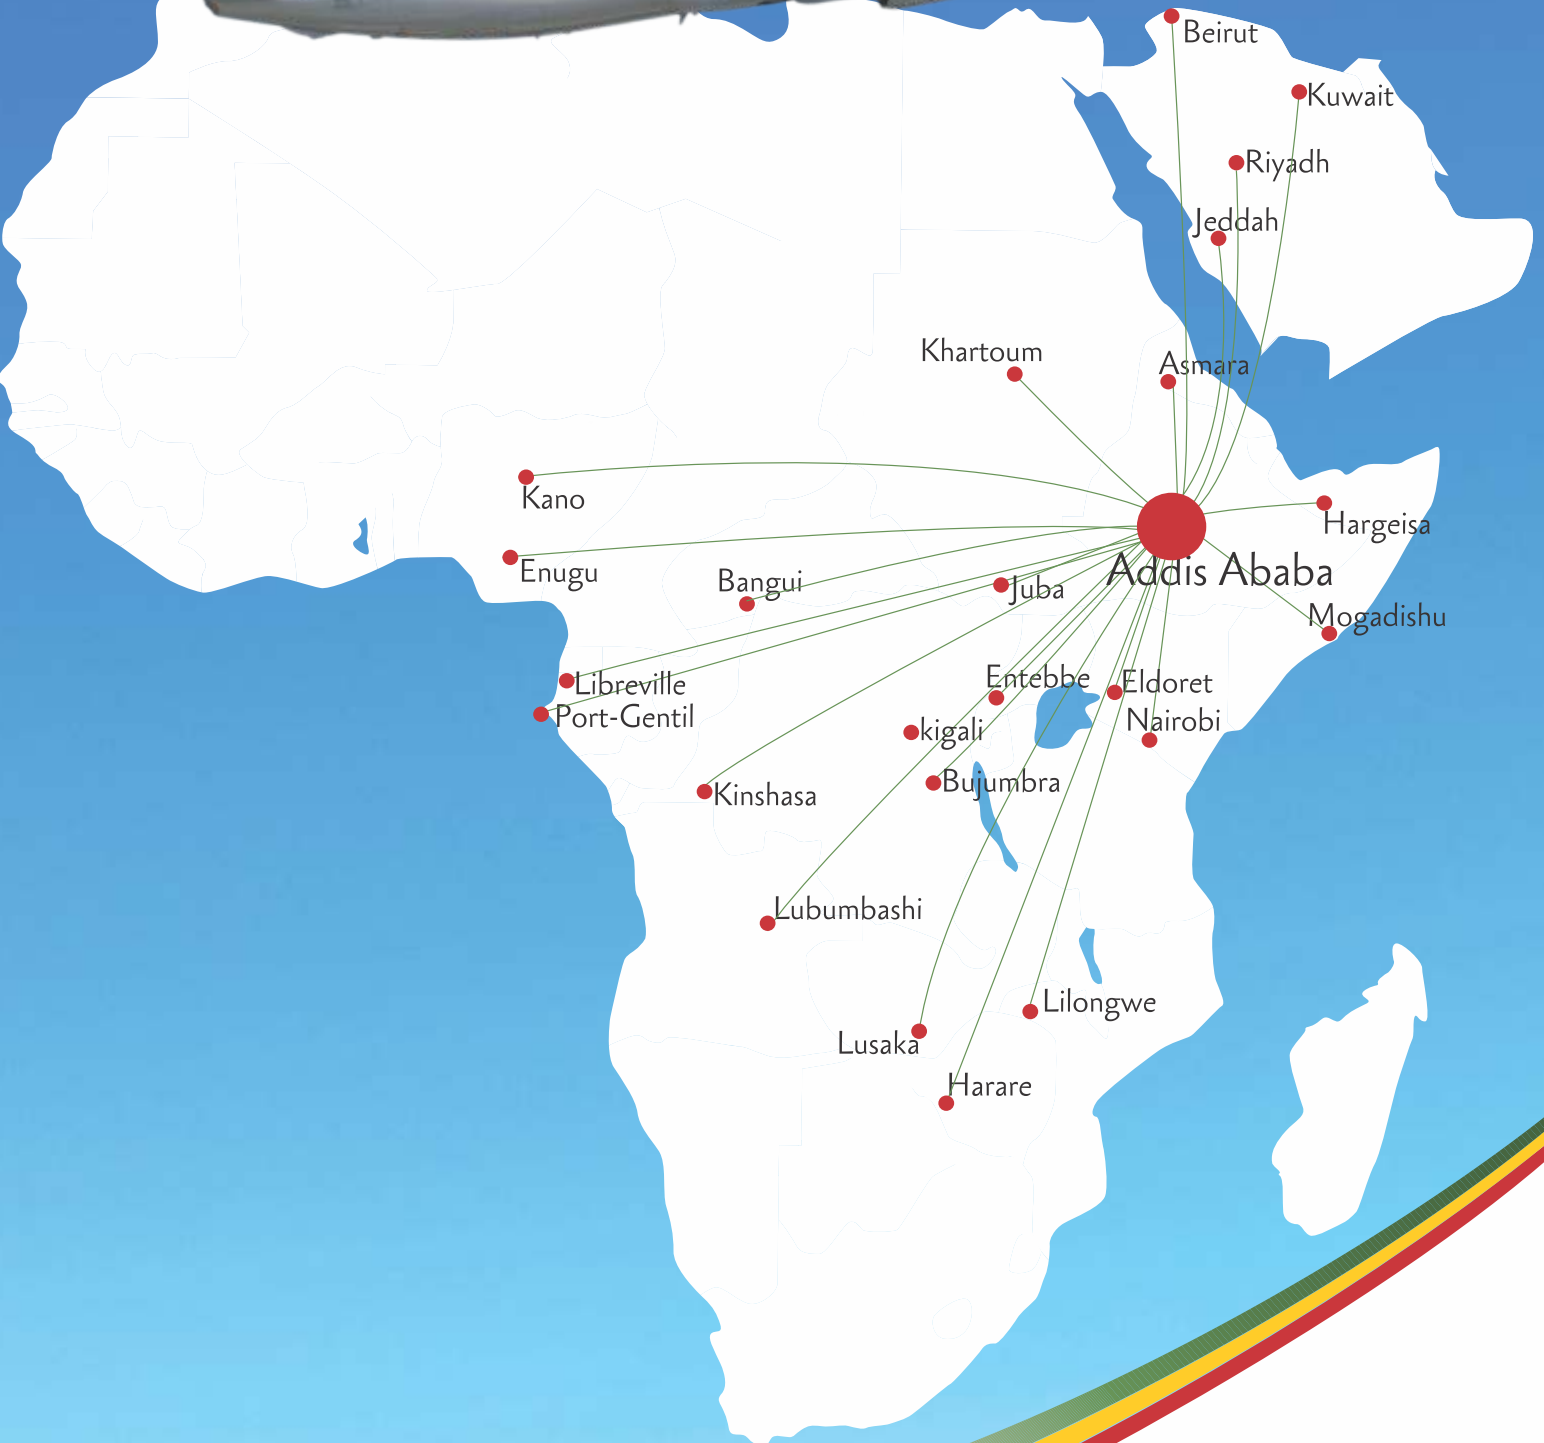 Beirut
Kuwait
Riyadh
Jeddah
Khartoum
Asmara
Kano
Hargeisa
Enugu
Addis Ababa
Bangui
Juba
Mogadishu
Libreville
Entebbe
Eldoret
Port-Gentil
Nairobi
kigali
Bujumbra
Kinshasa
Lubumbashi
Lilongwe
Lusaka
Harare